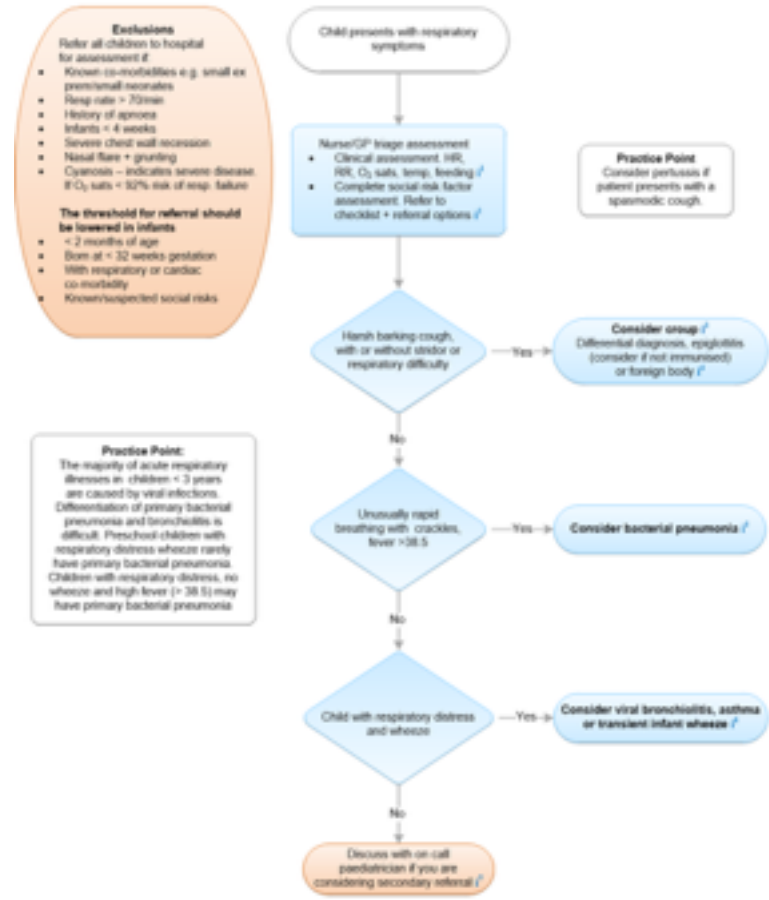 Exclusions
Refer all children to hospital
for assessment if
• Known co-morbidities e.g. small ex
prem/small neonates
• Resp rate > 70/min
• History of apnoea
• Infants < 4 weeks
• Severe chest wall recession
• Nasal flare + grunting
• Cyanosis – indicates severe disease.
If O₂ sats < 92% risk of resp. failure
The threshold for referral should
be lowered in infants
• < 2 months of age
• Born at < 32 weeks gestation
• With respiratory or cardiac
co-morbidity
• Known/suspected social risks
Child presents with respiratory
symptoms
Nurse/GP triage assessment
• Clinical assessment. HR,
RR, O₂ sats, temp, feeding i
• Complete social risk factor
assessment. Refer to
checklist + referral options i
Practice Point
Consider pertussis if
patient presents with a
spasmodic cough.
Harsh barking cough,
with or without stridor or
respiratory difficulty
Yes
Consider croup i
Differential diagnosis, epiglottitis
(consider if not immunised)
or foreign body i
No
Practice Point:
The majority of acute respiratory
illnesses in children < 3 years
are caused by viral infections.
Differentiation of primary bacterial
pneumonia and bronchiolitis is
difficult. Preschool children with
respiratory distress wheeze rarely
have primary bacterial pneumonia.
Children with respiratory distress, no
wheeze and high fever (> 38.5) may
have primary bacterial pneumonia
Unusually rapid
breathing with crackles,
fever >38.5
Yes
Consider bacterial pneumonia i
No
Child with respiratory distress
and wheeze
Yes
Consider viral bronchiolitis, asthma
or transient infant wheeze i
No
Discuss with on call
paediatrician if you are
considering secondary referral i